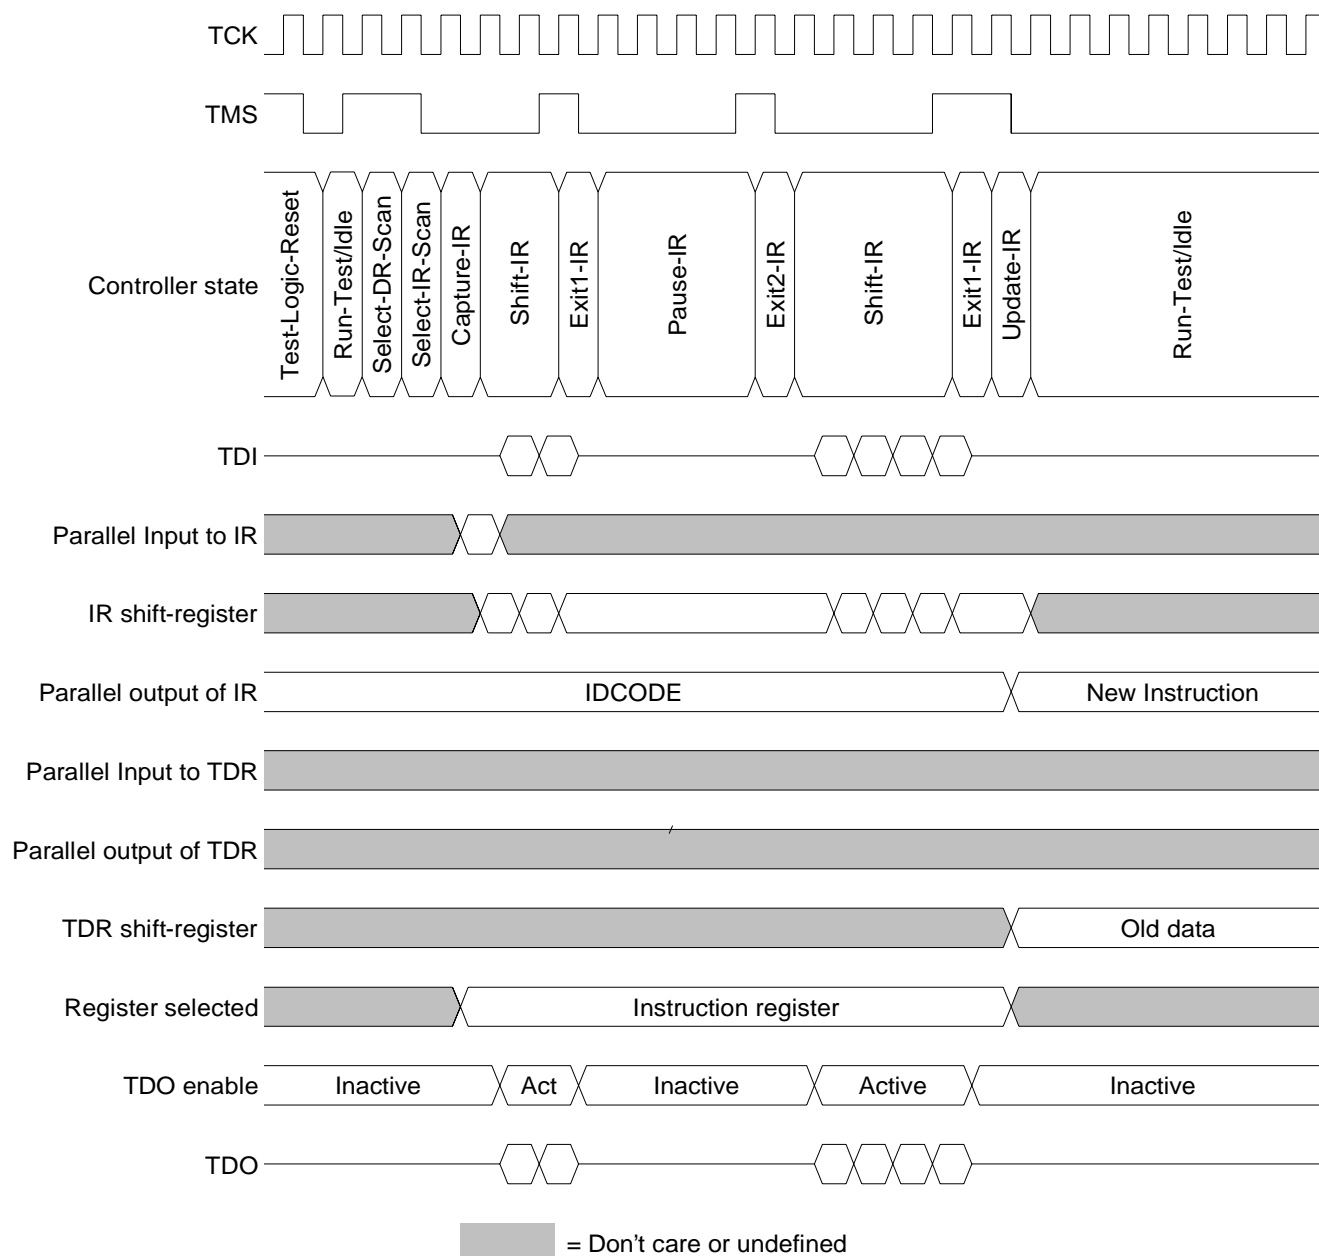 TCK
TMS
Controller state
Test-Logic-Reset
Run-Test/Idle
Select-DR-Scan
Select-IR-Scan
Capture-IR
Shift-IR
Exit1-IR
Pause-IR
Exit2-IR
Shift-IR
Exit1-IR
Update-IR
Run-Test/Idle
TDI
Parallel Input to IR
IR shift-register
Parallel output of IR IDCODE New Instruction
Parallel Input to TDR
Parallel output of TDR
TDR shift-register Old data
Register selected Instruction register
TDO enable Inactive Act Inactive Active Inactive
TDO
= Don't care or undefined